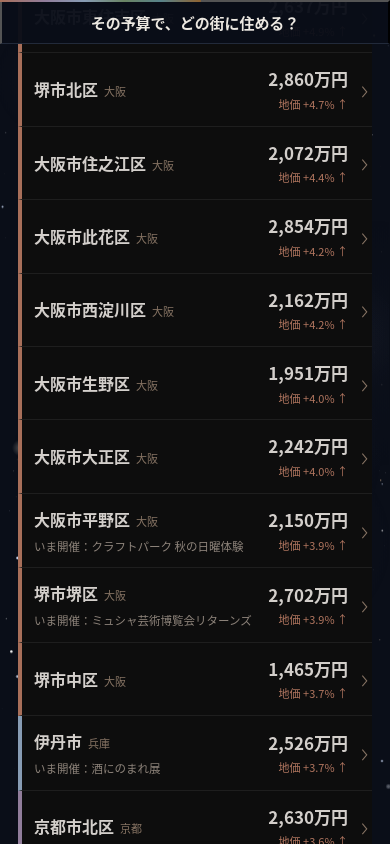 その予算で、どの街に住める？
堺市北区 大阪
2,860万円
地価 +4.7% ↑
大阪市住之江区 大阪
2,072万円
地価 +4.4% ↑
大阪市此花区 大阪
2,854万円
地価 +4.2% ↑
大阪市西淀川区 大阪
2,162万円
地価 +4.2% ↑
大阪市生野区 大阪
1,951万円
地価 +4.0% ↑
大阪市大正区 大阪
2,242万円
地価 +4.0% ↑
大阪市平野区 大阪
いま開催：クラフトパーク 秋の日曜体験
2,150万円
地価 +3.9% ↑
堺市堺区 大阪
いま開催：ミュシャ芸術博覧会リターンズ
2,702万円
地価 +3.9% ↑
堺市中区 大阪
1,465万円
地価 +3.7% ↑
伊丹市 兵庫
いま開催：酒にのまれ展
2,526万円
地価 +3.7% ↑
京都市北区 京都
2,630万円
地価 +3.6% ↑